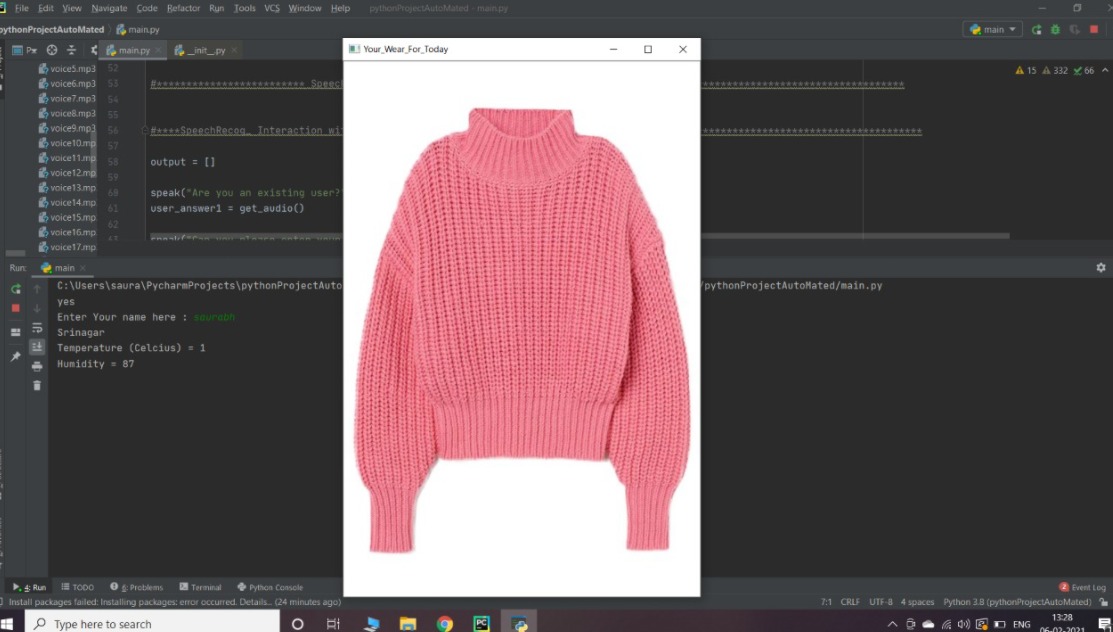 File Edit View Navigate Code Refactor Run Tools VCS Window Help pythonProjectAutoMated - main.py
pythonProjectAutoMated main.py
main
main.py __init__.py
Your_Wear_For_Today
15 332 66
voice5.mp3
voice6.mp3
voice7.mp3
voice8.mp3
voice9.mp3
voice10.mp
voice11.mp
voice12.mp
voice13.mp
voice14.mp
voice15.mp
voice16.mp
voice17.mp
52
53 #************************* Speec
54
55
56 #****SpeechRecog_ Interaction wi
57
58 output = []
59
60 speak("Are you an existing user?"
61 user_answer1 = get_audio()
62
Run: main
C:\Users\saura\PycharmProjects\pythonProjectAuto /pythonProjectAutoMated/main.py
yes
Enter Your name here : saurabh
Srinagar
Temperature (Celcius) = 1
Humidity = 87
4: Run TODO 6: Problems Terminal Python Console 2 Event Log
Install packages failed: Installing packages: error occurred. Details... (24 minutes ago) 7:1 CRLF UTF-8 4 spaces Python 3.8 (pythonProjectAutoMated)
Type here to search
ENG
13:28
06-02-2021